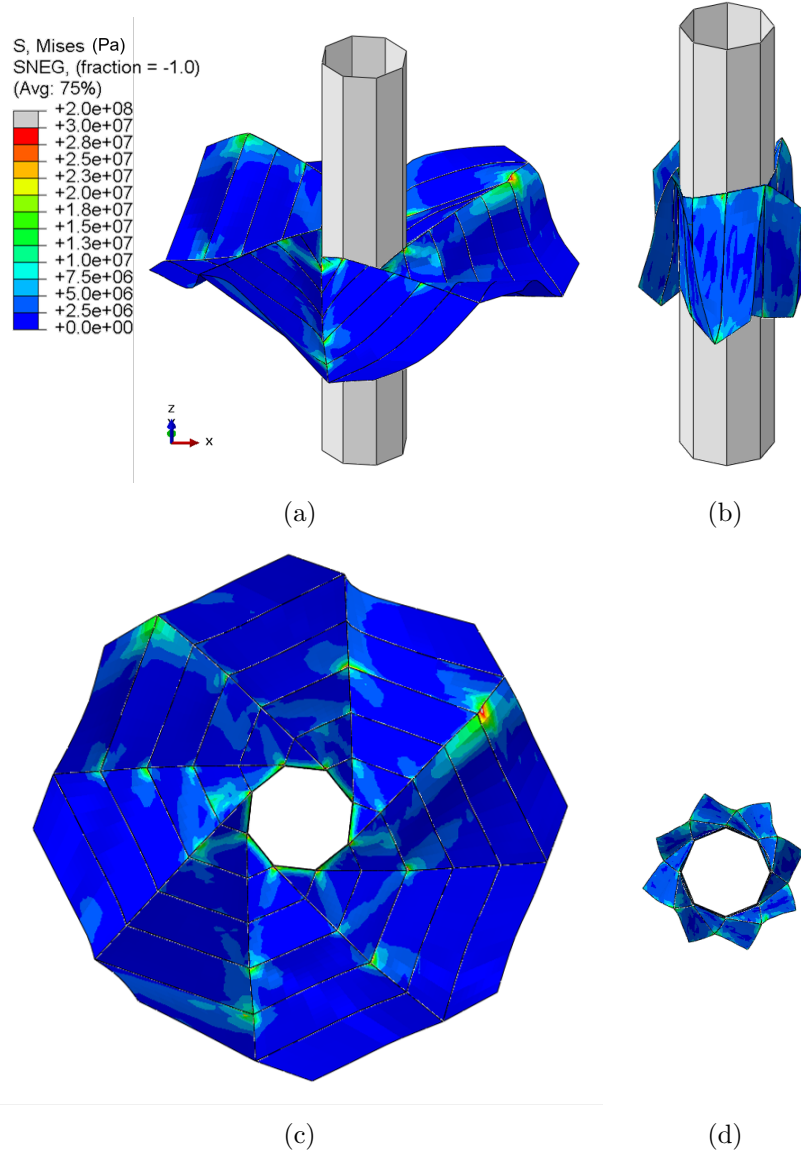 S, Mises (Pa)
SNEG, (fraction = -1.0)
(Avg: 75%)
+2.0e+08
+3.0e+07
+2.8e+07
+2.5e+07
+2.3e+07
+2.0e+07
+1.8e+07
+1.5e+07
+1.3e+07
+1.0e+07
+7.5e+06
+5.0e+06
+2.5e+06
+0.0e+00
z
x
(a)
(b)
(c)
(d)